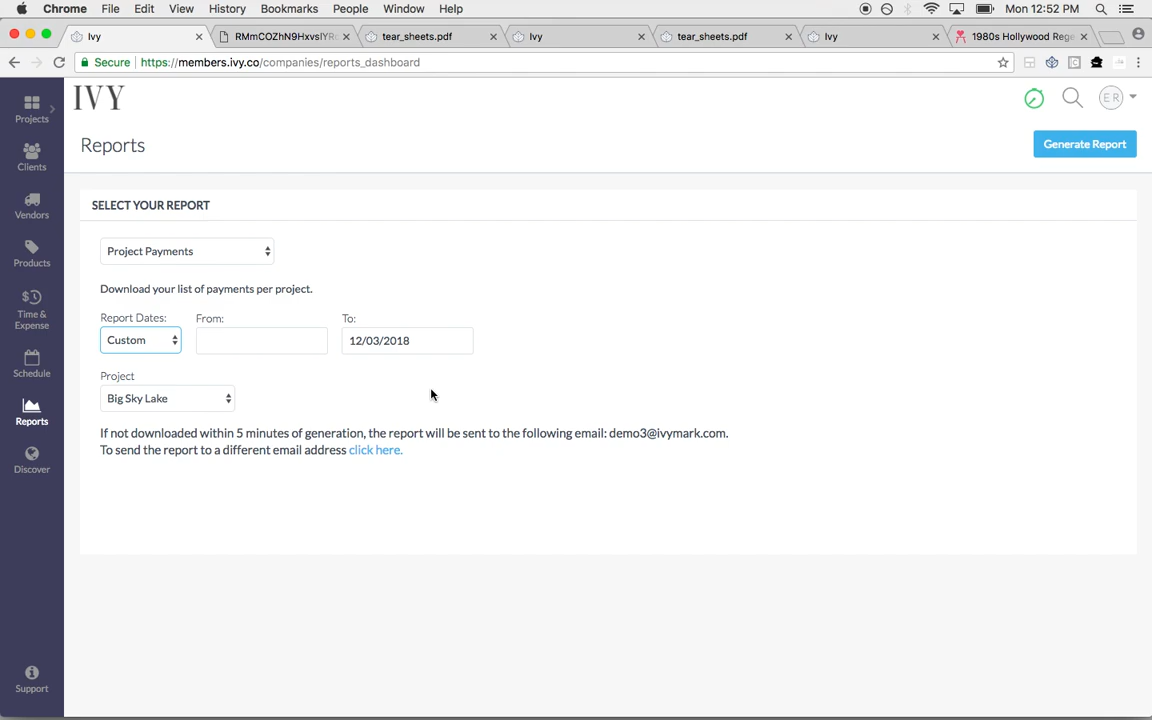 Chrome File Edit View History Bookmarks People Window Help Mon 12:52 PM
Ivy
tear_sheets.pdf
Ivy
tear_sheets.pdf
Ivy
1980s Hollywood Rege
Secure https://members.ivy.co/companies/reports_dashboard
IVY
E R
Projects
Clients
Vendors
Products
Time &
Expense
Schedule
Reports
Discover
Support
Reports
Generate Report
SELECT YOUR REPORT
Project Payments
Download your list of payments per project.
Report Dates: From: To:
Custom 12/03/2018
Project
Big Sky Lake
If not downloaded within 5 minutes of generation, the report will be sent to the following email: demo3@ivymark.com.
To send the report to a different email address click here.